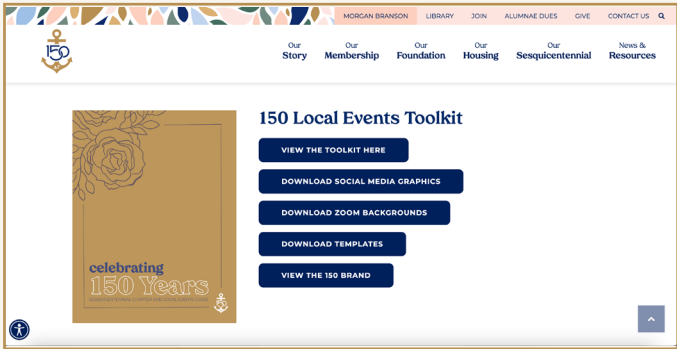 MORGAN BRANSON LIBRARY JOIN ALUMNAE DUES GIVE CONTACT US
150
Our Story
Our Membership
Our Foundation
Our Housing
Our Sesquicentennial
News & Resources
150 Local Events Toolkit
VIEW THE TOOLKIT HERE
DOWNLOAD SOCIAL MEDIA GRAPHICS
DOWNLOAD ZOOM BACKGROUNDS
DOWNLOAD TEMPLATES
VIEW THE 150 BRAND
celebrating
150 Years
150